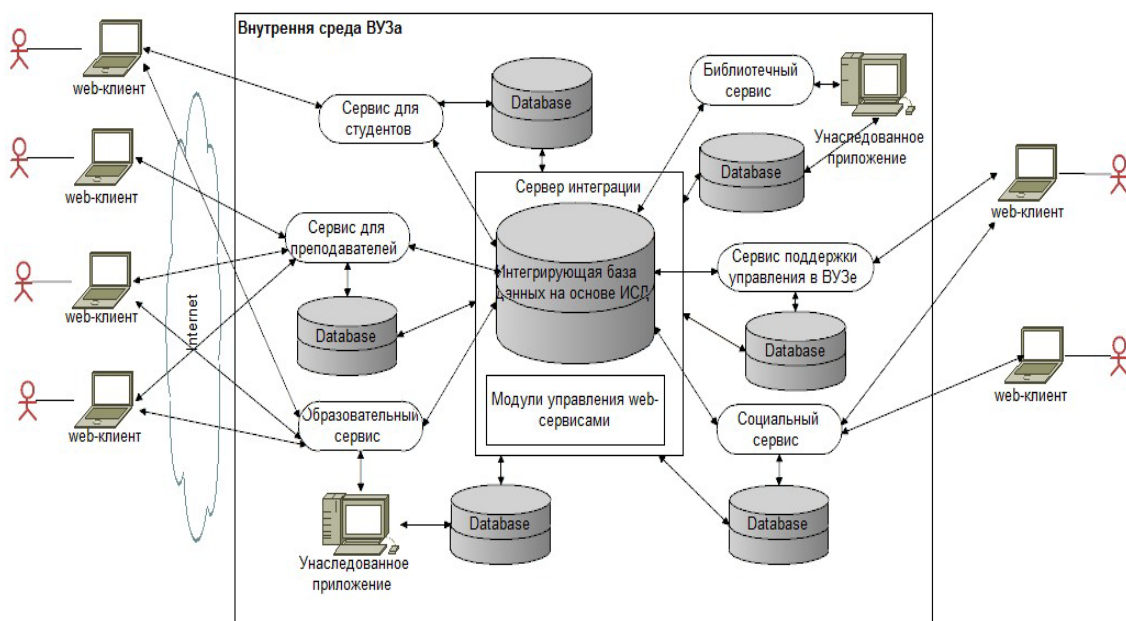 Внутрення среда ВУЗа
web-клиент
Сервис для
студентов
Database
Библиотечный
сервис
Унаследованное
приложение
web-клиент
Database
Сервер интеграции
web-клиент
Сервис для
преподавателей
Интегрирующая база
данных на основе ИСД
Сервис поддержки
управления в ВУЗе
web-клиент
Internet
Database
Database
web-клиент
Образовательный
сервис
Модули управления web-
сервисами
Социальный
сервис
web-клиент
Database
Database
Унаследованное
приложение